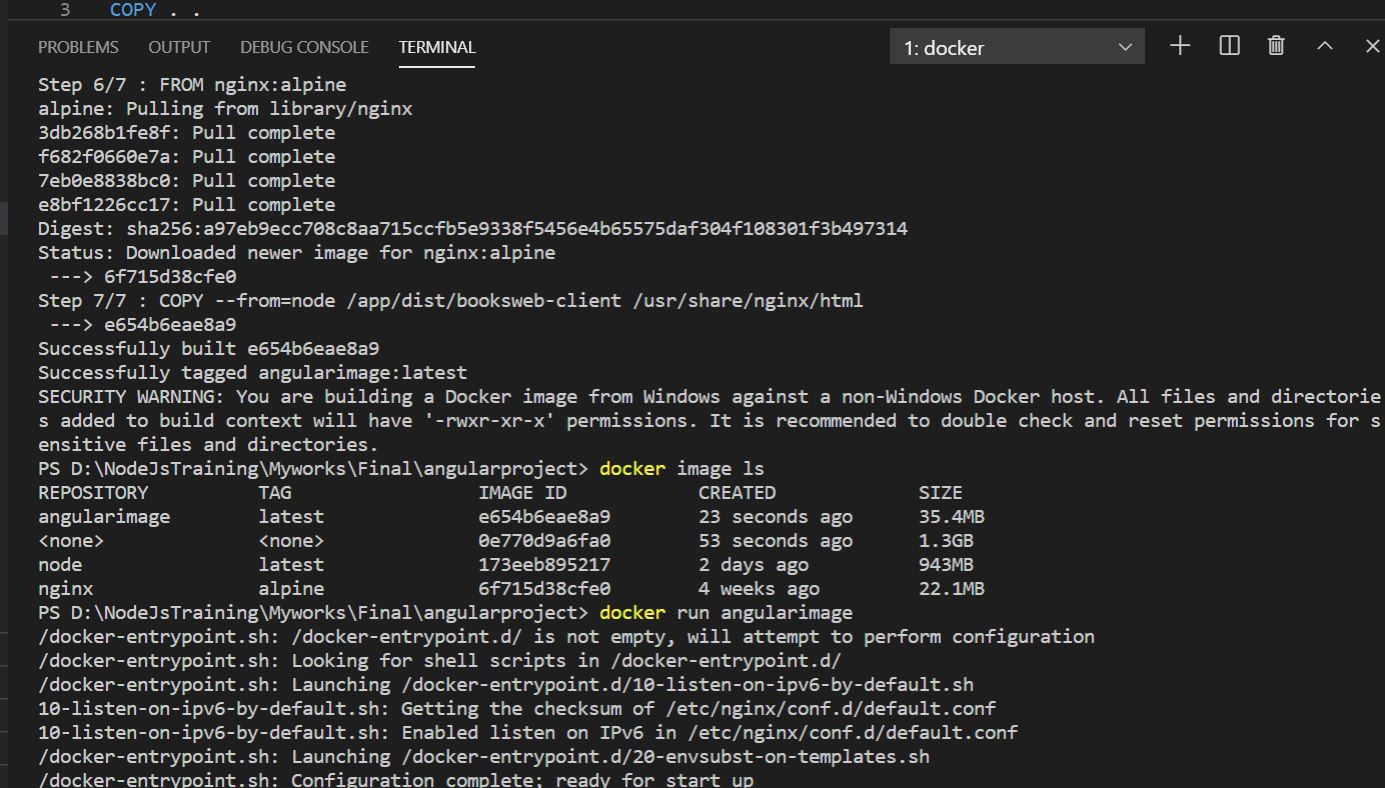 3 COPY . .
PROBLEMS OUTPUT DEBUG CONSOLE TERMINAL 1: docker
Step 6/7 : FROM nginx:alpine
alpine: Pulling from library/nginx
3db268b1fe8f: Pull complete
f682f0660e7a: Pull complete
7eb0e8838bc0: Pull complete
e8bf1226cc17: Pull complete
Digest: sha256:a97eb9ecc708c8aa715ccfb5e9338f5456e4b65575daf304f108301f3b497314
Status: Downloaded newer image for nginx:alpine
 ---> 6f715d38cfe0
Step 7/7 : COPY --from=node /app/dist/booksweb-client /usr/share/nginx/html
 ---> e654b6eae8a9
Successfully built e654b6eae8a9
Successfully tagged angularimage:latest
SECURITY WARNING: You are building a Docker image from Windows against a non-Windows Docker host. All files and directorie
s added to build context will have '-rwxr-xr-x' permissions. It is recommended to double check and reset permissions for s
ensitive files and directories.
PS D:\NodeJsTraining\Myworks\Final\angularproject> docker image ls
REPOSITORY TAG IMAGE ID CREATED SIZE
angularimage latest e654b6eae8a9 23 seconds ago 35.4MB
<none> <none> 0e770d9a6fa0 53 seconds ago 1.3GB
node latest 173eeb895217 2 days ago 943MB
nginx alpine 6f715d38cfe0 4 weeks ago 22.1MB
PS D:\NodeJsTraining\Myworks\Final\angularproject> docker run angularimage
/docker-entrypoint.sh: /docker-entrypoint.d/ is not empty, will attempt to perform configuration
/docker-entrypoint.sh: Looking for shell scripts in /docker-entrypoint.d/
/docker-entrypoint.sh: Launching /docker-entrypoint.d/10-listen-on-ipv6-by-default.sh
10-listen-on-ipv6-by-default.sh: Getting the checksum of /etc/nginx/conf.d/default.conf
10-listen-on-ipv6-by-default.sh: Enabled listen on IPv6 in /etc/nginx/conf.d/default.conf
/docker-entrypoint.sh: Launching /docker-entrypoint.d/20-envsubst-on-templates.sh
/docker-entrypoint.sh: Configuration complete; ready for start up